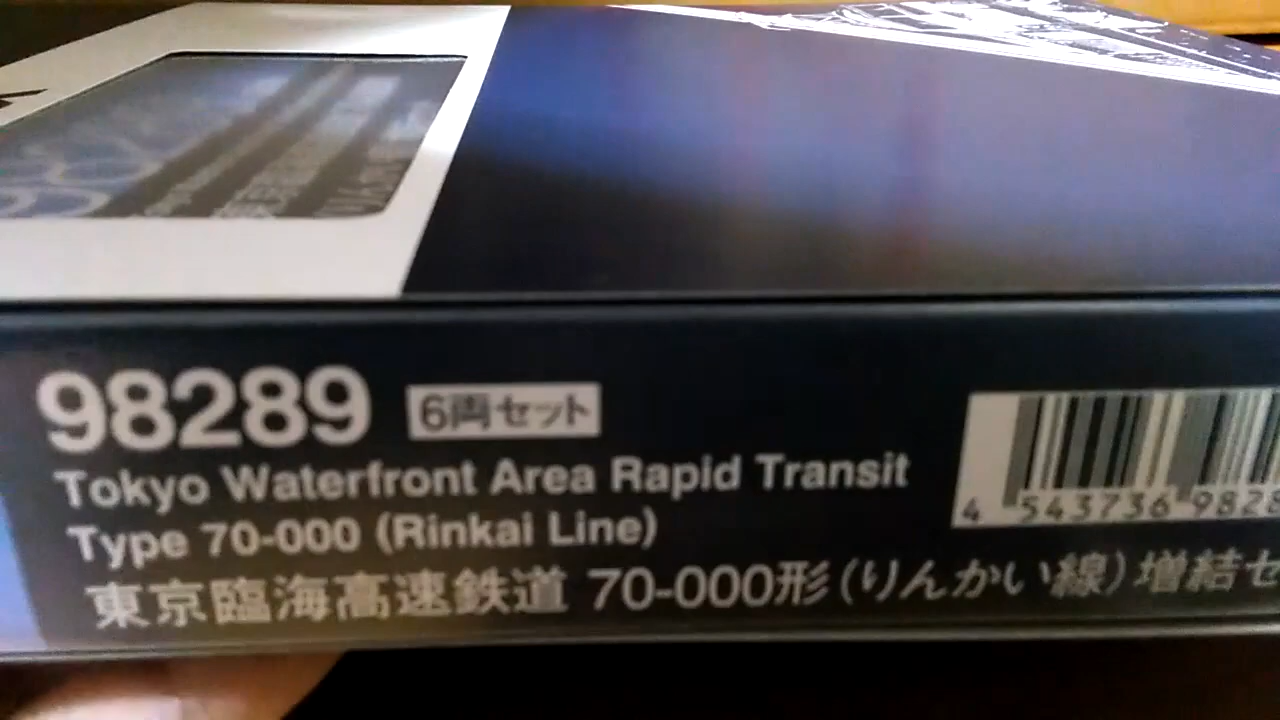 98289 6両セット
Tokyo Waterfront Area Rapid Transit
Type 70-000 (Rinkai Line)
東京臨海高速鉄道 70-000形(りんかい線)増結セ
4 543736 9828